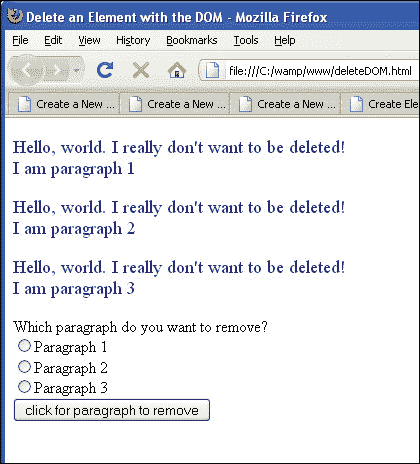 Delete an Element with the DOM - Mozilla Firefox
File Edit View History Bookmarks Tools Help
file:///C:/wamp/www/deleteDOM.html
Create a New ... Create a New ... Create a New ... Create Ele
Hello, world. I really don't want to be deleted!
I am paragraph 1
Hello, world. I really don't want to be deleted!
I am paragraph 2
Hello, world. I really don't want to be deleted!
I am paragraph 3
Which paragraph do you want to remove?
Paragraph 1
Paragraph 2
Paragraph 3
click for paragraph to remove